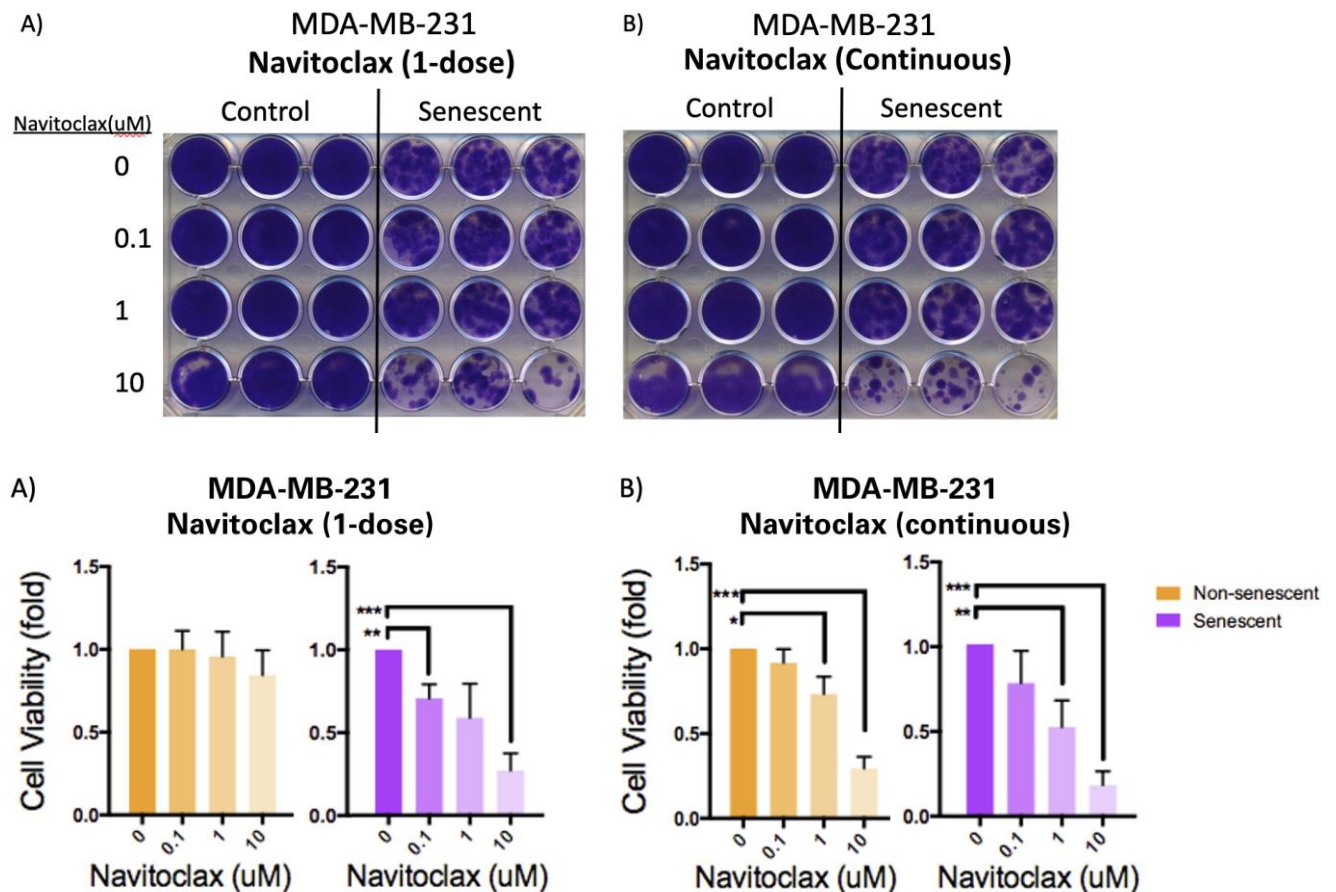 A)
MDA-MB-231
Navitoclax (1-dose)
Control Senescent
Navitoclax(uM)
0
0.1
1
10
B)
MDA-MB-231
Navitoclax (Continuous)
Control Senescent
A)
MDA-MB-231
Navitoclax (1-dose)
Cell Viability (fold)
1.5
1.0
0.5
0.0
0 0.1 1 10
Navitoclax (uM)
***
**
1.5
1.0
0.5
0.0
0 0.1 1 10
Navitoclax (uM)
B)
MDA-MB-231
Navitoclax (continuous)
Cell Viability (fold)
***
*
1.5
1.0
0.5
0.0
0 0.1 1 10
Navitoclax (uM)
***
**
1.5
1.0
0.5
0.0
0 0.1 1 10
Navitoclax (uM)
Non-senescent
Senescent